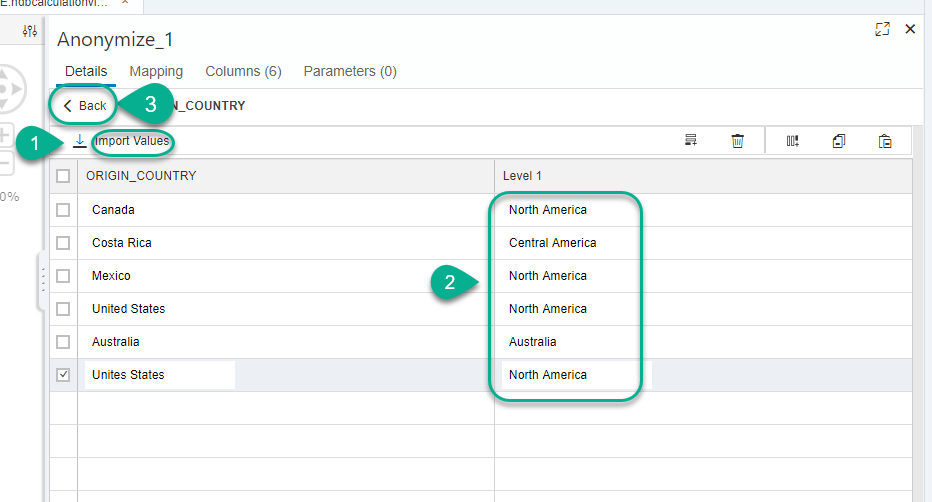 E.hdbcalculationvi...
Anonymize_1
Details Mapping Columns (6) Parameters (0)
Back 3 N_COUNTRY
1 Import Values
ORIGIN_COUNTRY Level 1
Canada North America
Costa Rica Central America
Mexico North America
2
United States North America
Australia Australia
Unites States North America
0%